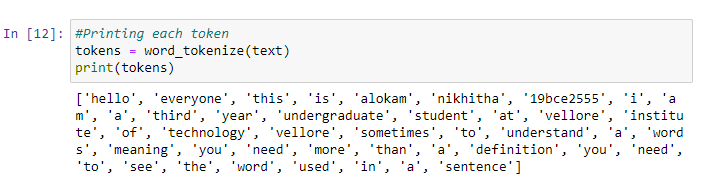 In [12]: #Printing each token
tokens = word_tokenize(text)
print(tokens)
['hello', 'everyone', 'this', 'is', 'alokam', 'nikhitha', '19bce2555', 'i', 'a
m', 'a', 'third', 'year', 'undergraduate', 'student', 'at', 'vellore', 'institu
te', 'of', 'technology', 'vellore', 'sometimes', 'to', 'understand', 'a', 'word
s', 'meaning', 'you', 'need', 'more', 'than', 'a', 'definition', 'you', 'need',
'to', 'see', 'the', 'word', 'used', 'in', 'a', 'sentence']